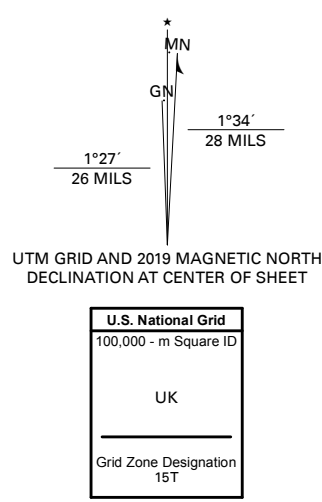 ★
MN
GN
1°34´
28 MILS
1°27´
26 MILS
UTM GRID AND 2019 MAGNETIC NORTH
DECLINATION AT CENTER OF SHEET
U.S. National Grid
100,000 - m Square ID
UK
Grid Zone Designation
15T